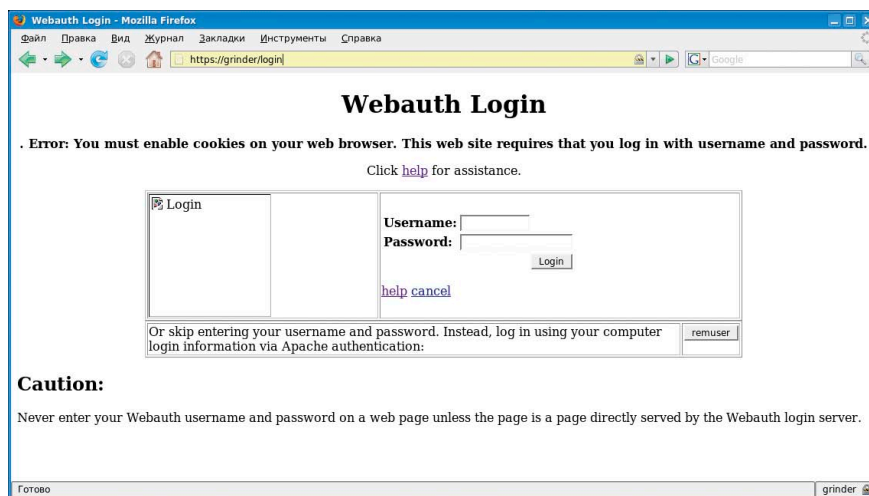 Webauth Login - Mozilla Firefox
Файл Правка Вид Журнал Закладки Инструменты Справка
https://grinder/login
Google
Webauth Login
. Error: You must enable cookies on your web browser. This web site requires that you log in with username and password.
Click help for assistance.
Login
Username:
Password:
Login
help cancel
Or skip entering your username and password. Instead, log in using your computer
login information via Apache authentication:
remuser
Caution:
Never enter your Webauth username and password on a web page unless the page is a page directly served by the Webauth login server.
Готово
grinder